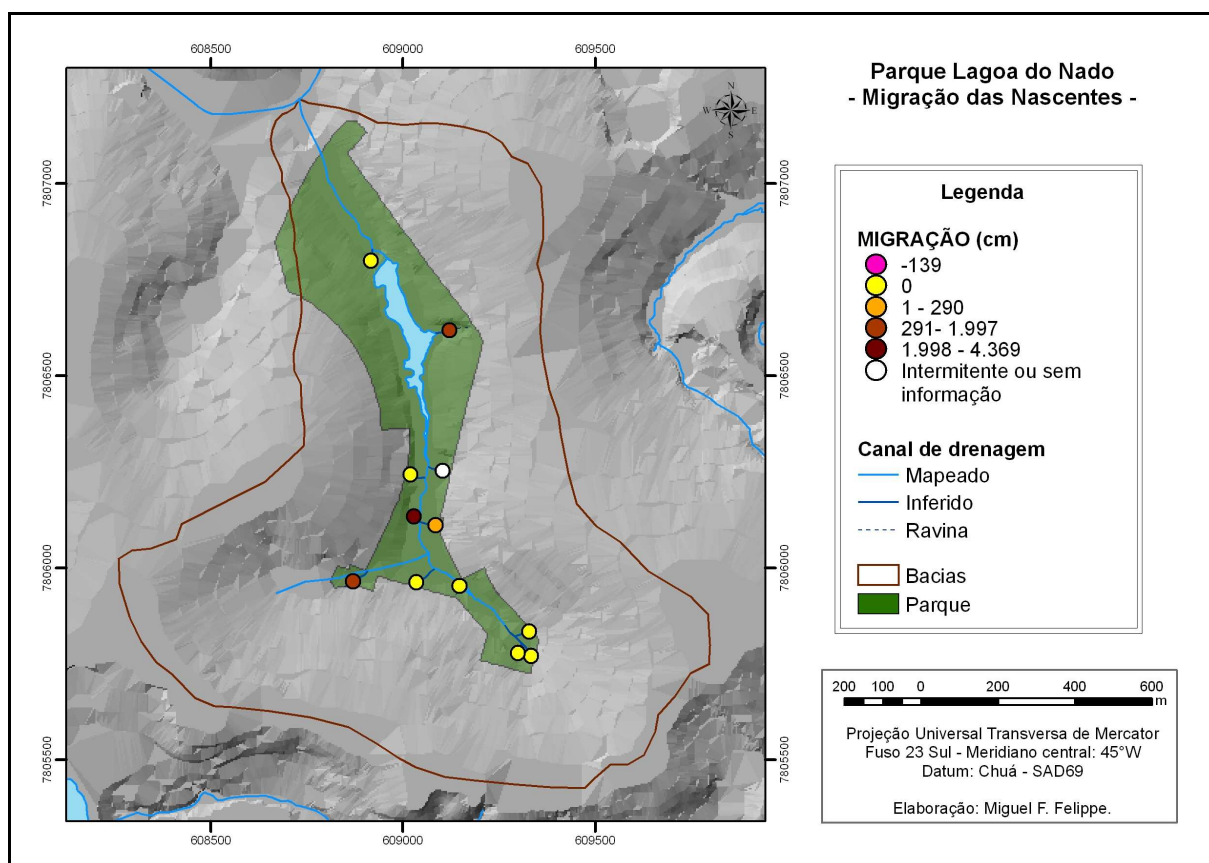 Parque Lagoa do Nado
- Migração das Nascentes -
608500 609000 609500
N
W E
S
7807000
7806500
7806000
7805500
7807000
7806500
7806000
7805500
608500 609000 609500
Legenda
MIGRAÇÃO (cm)
-139
0
1 - 290
291- 1.997
1.998 - 4.369
Intermitente ou sem
informação
Canal de drenagem
Mapeado
Inferido
Ravina
Bacias
Parque
200 100 0 200 400 600
m
Projeção Universal Transversa de Mercator
Fuso 23 Sul - Meridiano central: 45°W
Datum: Chuá - SAD69
Elaboração: Miguel F. Felippe.